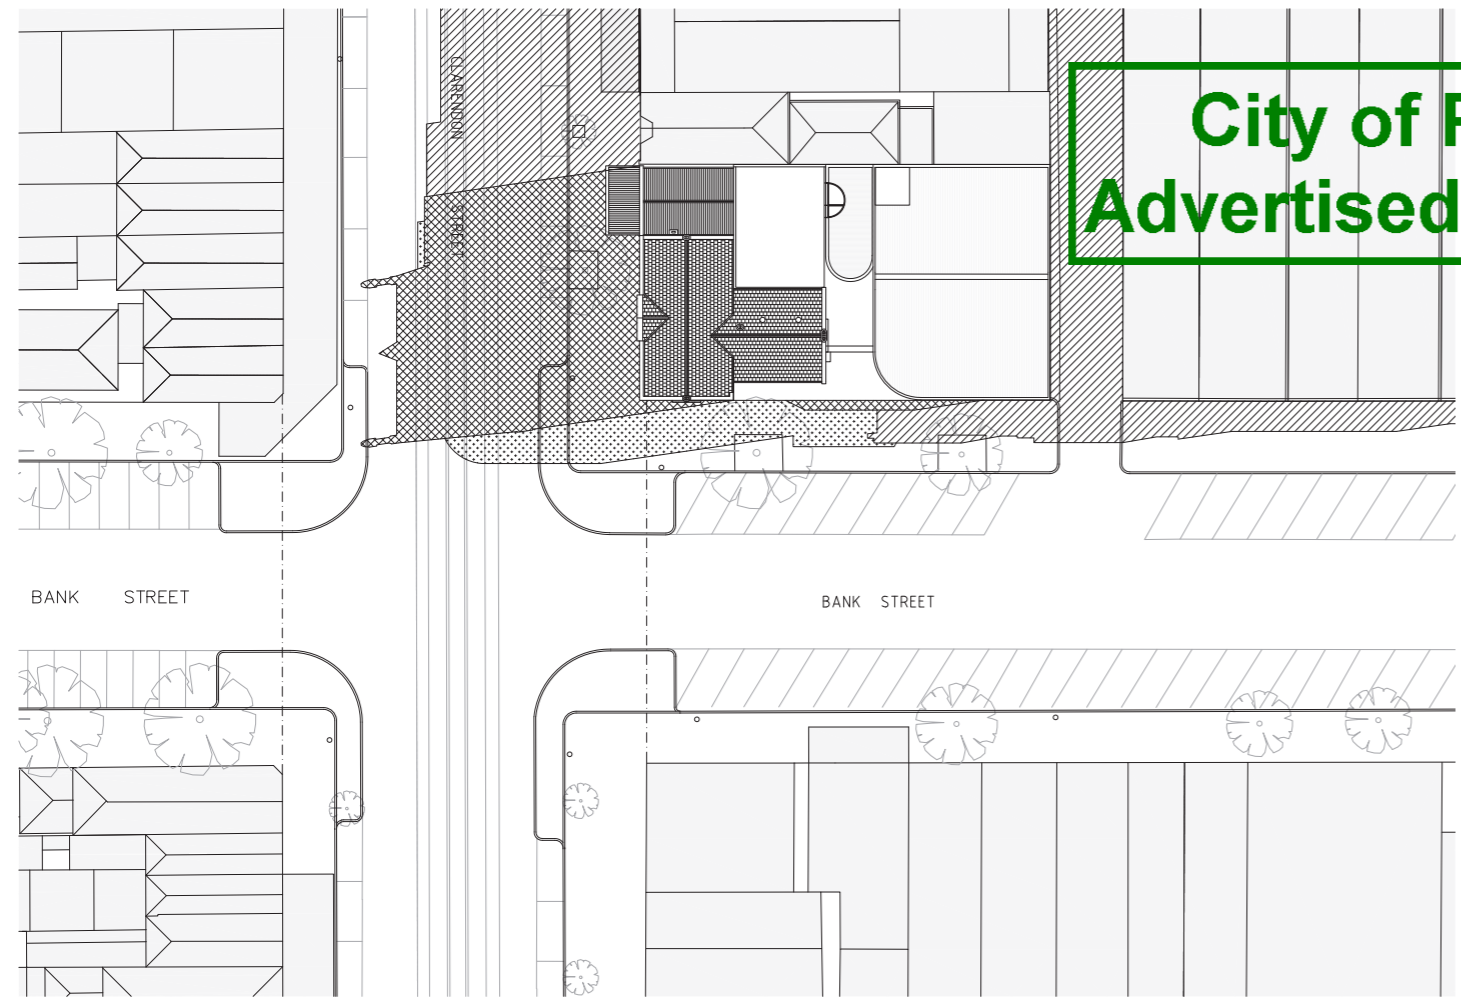 CLARENDON STREET
City of P
Advertised
BANK STREET
BANK STREET